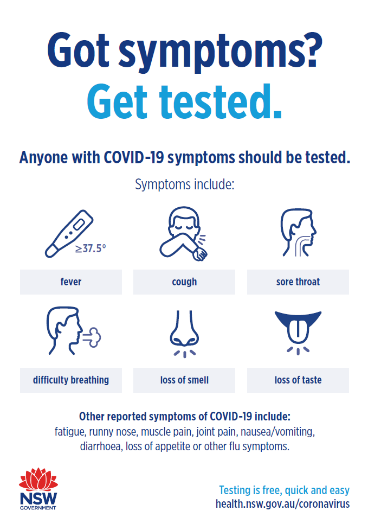 Got symptoms?
Get tested.
Anyone with COVID-19 symptoms should be tested.
Symptoms include:
≥37.5°
fever
cough
sore throat
difficulty breathing
loss of smell
loss of taste
Other reported symptoms of COVID-19 include:
fatigue, runny nose, muscle pain, joint pain, nausea/vomiting,
diarrhoea, loss of appetite or other flu symptoms.
NSW
GOVERNMENT
Testing is free, quick and easy
health.nsw.gov.au/coronavirus